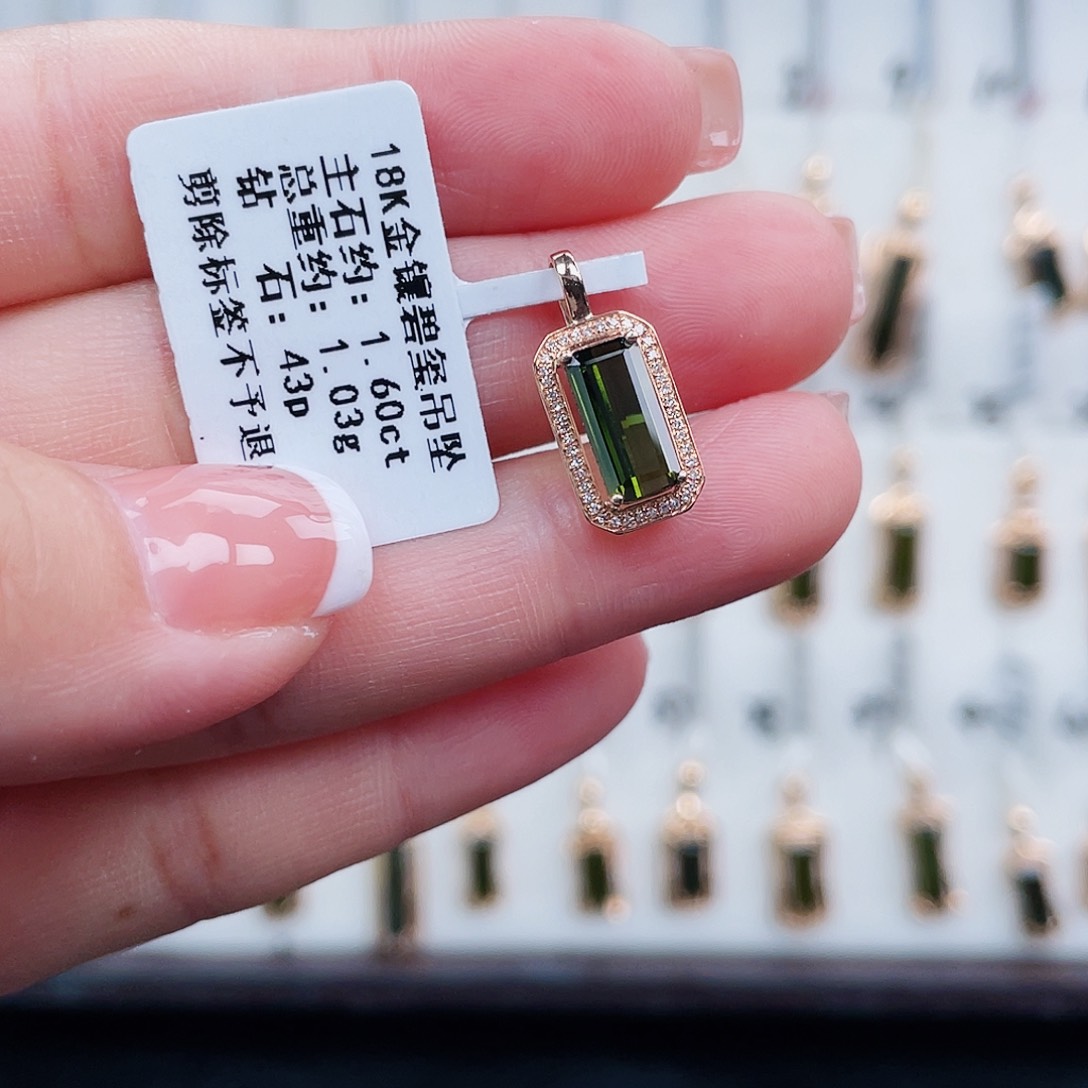 18K金镶碧玺吊坠
主石约: 1.60ct
总重约: 1.03g
钻 石: 43p
剪除标签不予退